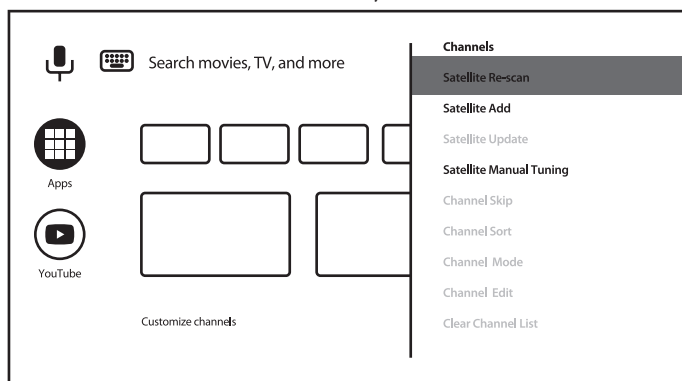 Search movies, TV, and more
Apps
YouTube
Customize channels
Channels
Satellite Re-scan
Satellite Add
Satellite Update
Satellite Manual Tuning
Channel Skip
Channel Sort
Channel Mode
Channel Edit
Clear Channel List